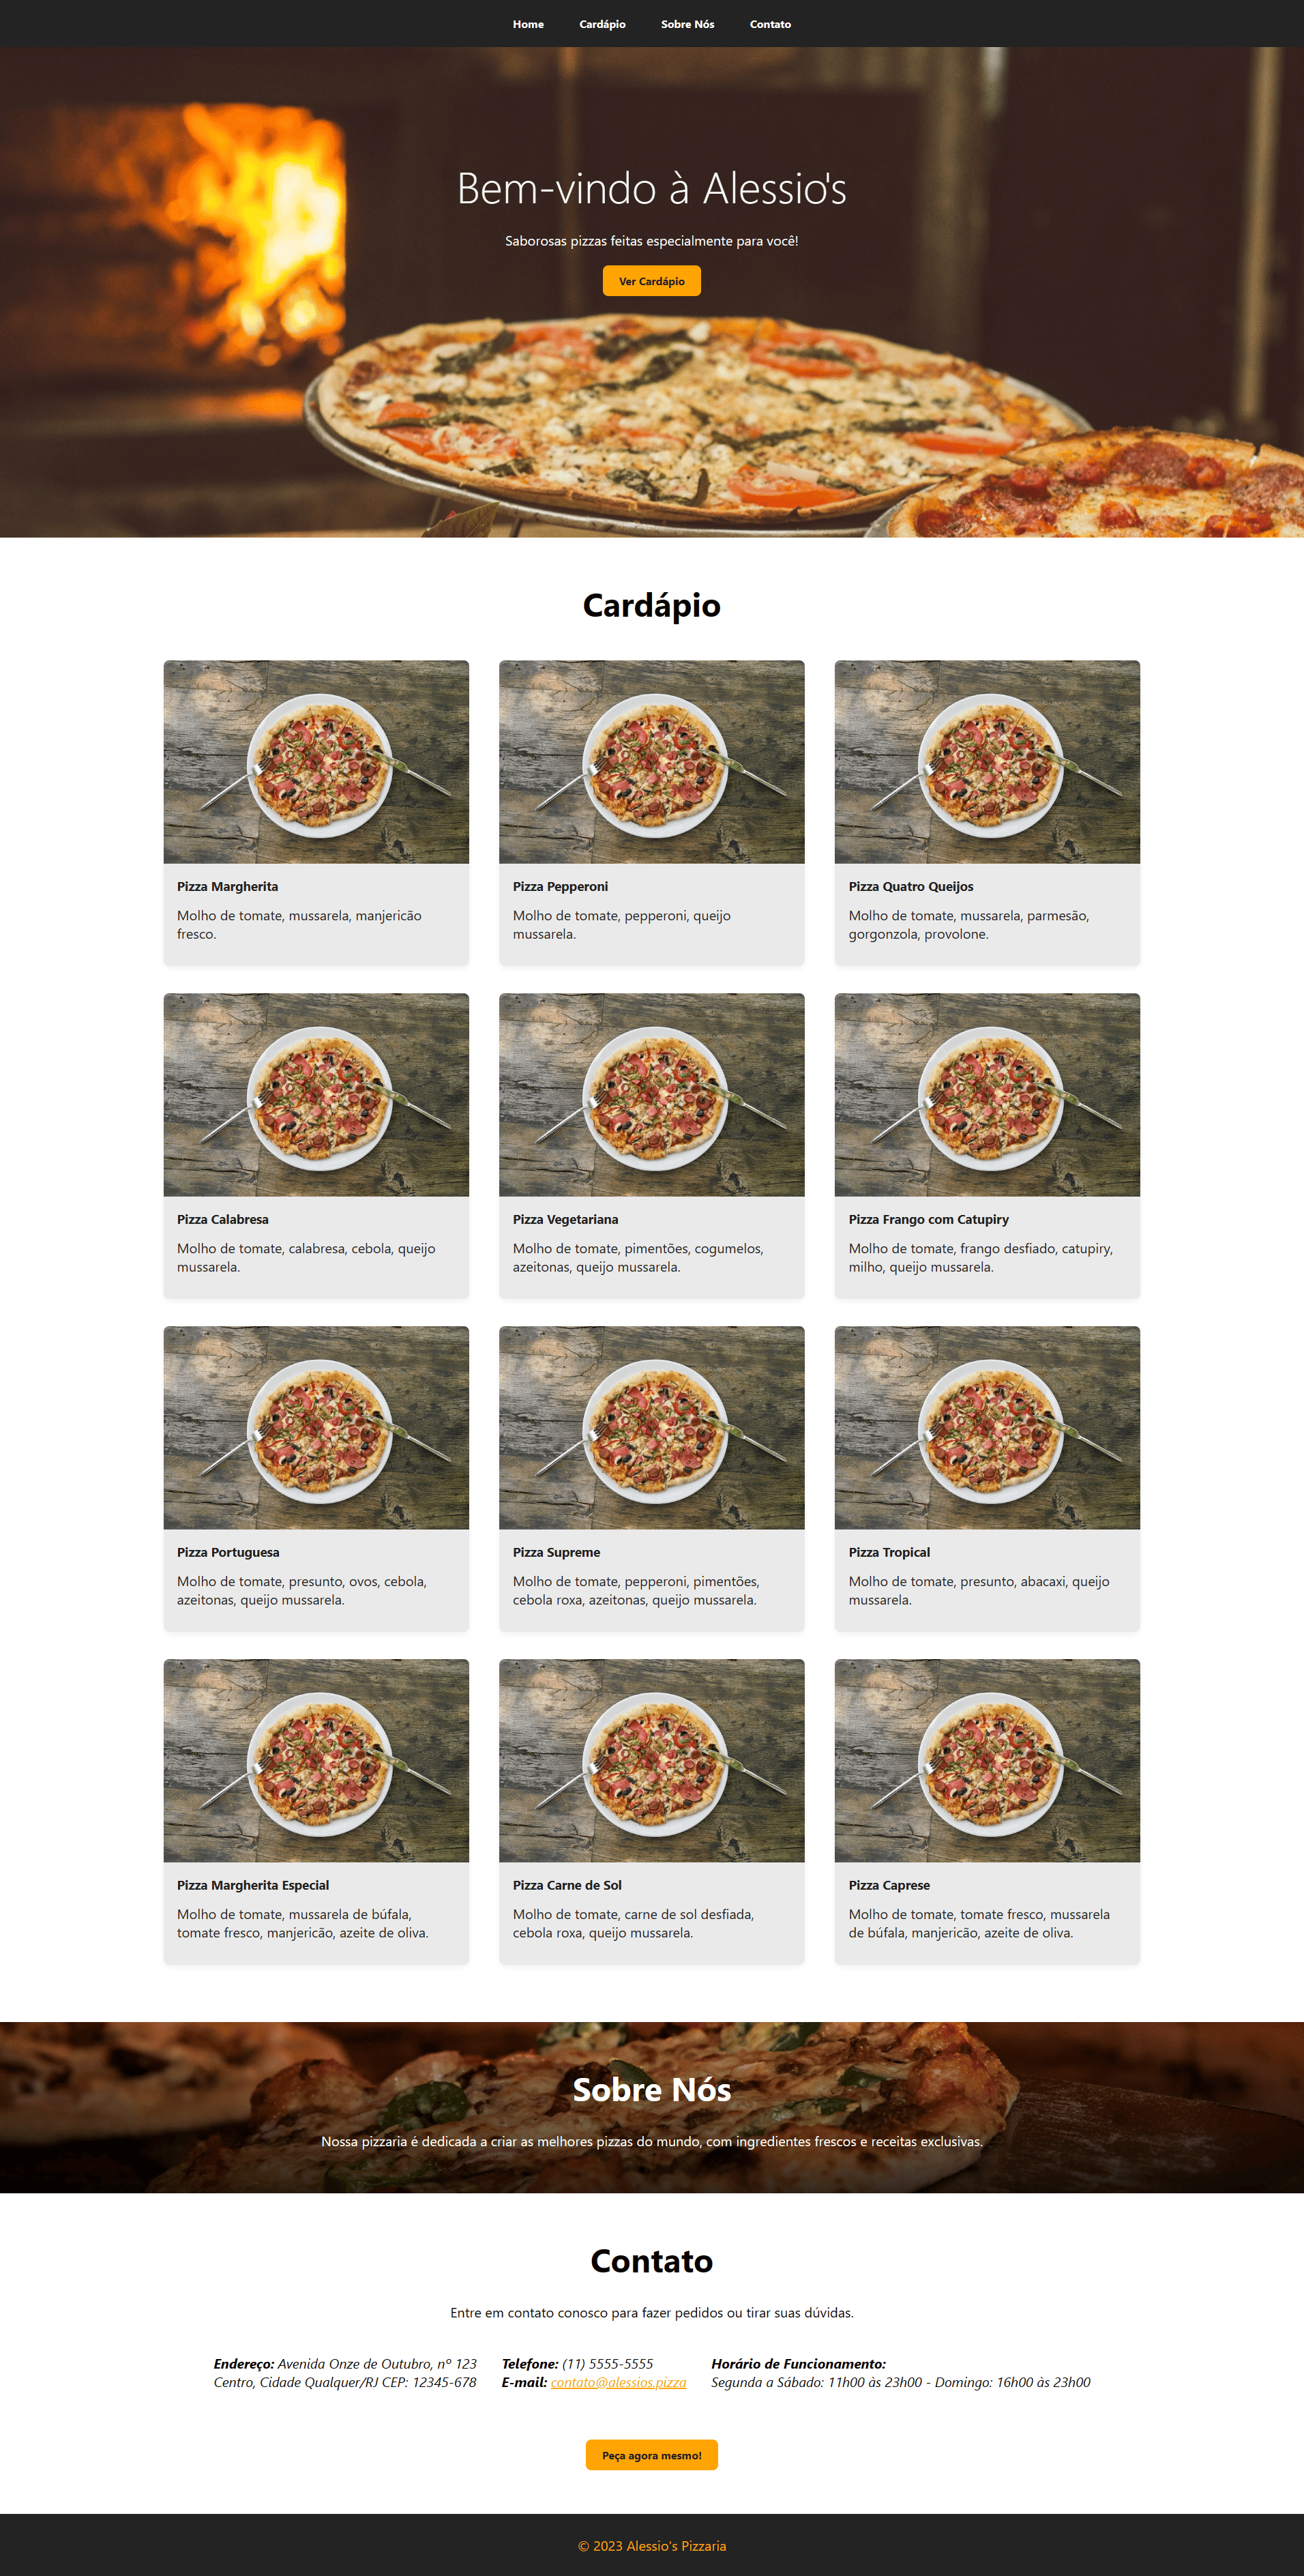 Home Cardápio Sobre Nós Contato
Bem-vindo à Alessio's
Saborosas pizzas feitas especialmente para você!
Ver Cardápio
Cardápio
Pizza Margherita
Molho de tomate, mussarela, manjericão
fresco.
Pizza Pepperoni
Molho de tomate, pepperoni, queijo
mussarela.
Pizza Quatro Queijos
Molho de tomate, mussarela, parmesão,
gorgonzola, provolone.
Pizza Calabresa
Molho de tomate, calabresa, cebola, queijo
mussarela.
Pizza Vegetariana
Molho de tomate, pimentões, cogumelos,
azeitonas, queijo mussarela.
Pizza Frango com Catupiry
Molho de tomate, frango desfiado, catupiry,
milho, queijo mussarela.
Pizza Portuguesa
Molho de tomate, presunto, ovos, cebola,
azeitonas, queijo mussarela.
Pizza Supreme
Molho de tomate, pepperoni, pimentões,
cebola roxa, azeitonas, queijo mussarela.
Pizza Tropical
Molho de tomate, presunto, abacaxi, queijo
mussarela.
Pizza Margherita Especial
Molho de tomate, mussarela de búfala,
tomate fresco, manjericão, azeite de oliva.
Pizza Carne de Sol
Molho de tomate, carne de sol desfiada,
cebola roxa, queijo mussarela.
Pizza Caprese
Molho de tomate, tomate fresco, mussarela
de búfala, manjericão, azeite de oliva.
Sobre Nós
Nossa pizzaria é dedicada a criar as melhores pizzas do mundo, com ingredientes frescos e receitas exclusivas.
Contato
Entre em contato conosco para fazer pedidos ou tirar suas dúvidas.
Endereço: Avenida Onze de Outubro, nº 123
Centro, Cidade Qualquer/RJ CEP: 12345-678
Telefone: (11) 5555-5555
E-mail: contato@alessios.pizza
Horário de Funcionamento:
Segunda a Sábado: 11h00 às 23h00 - Domingo: 16h00 às 23h00
Peça agora mesmo!
© 2023 Alessio's Pizzaria